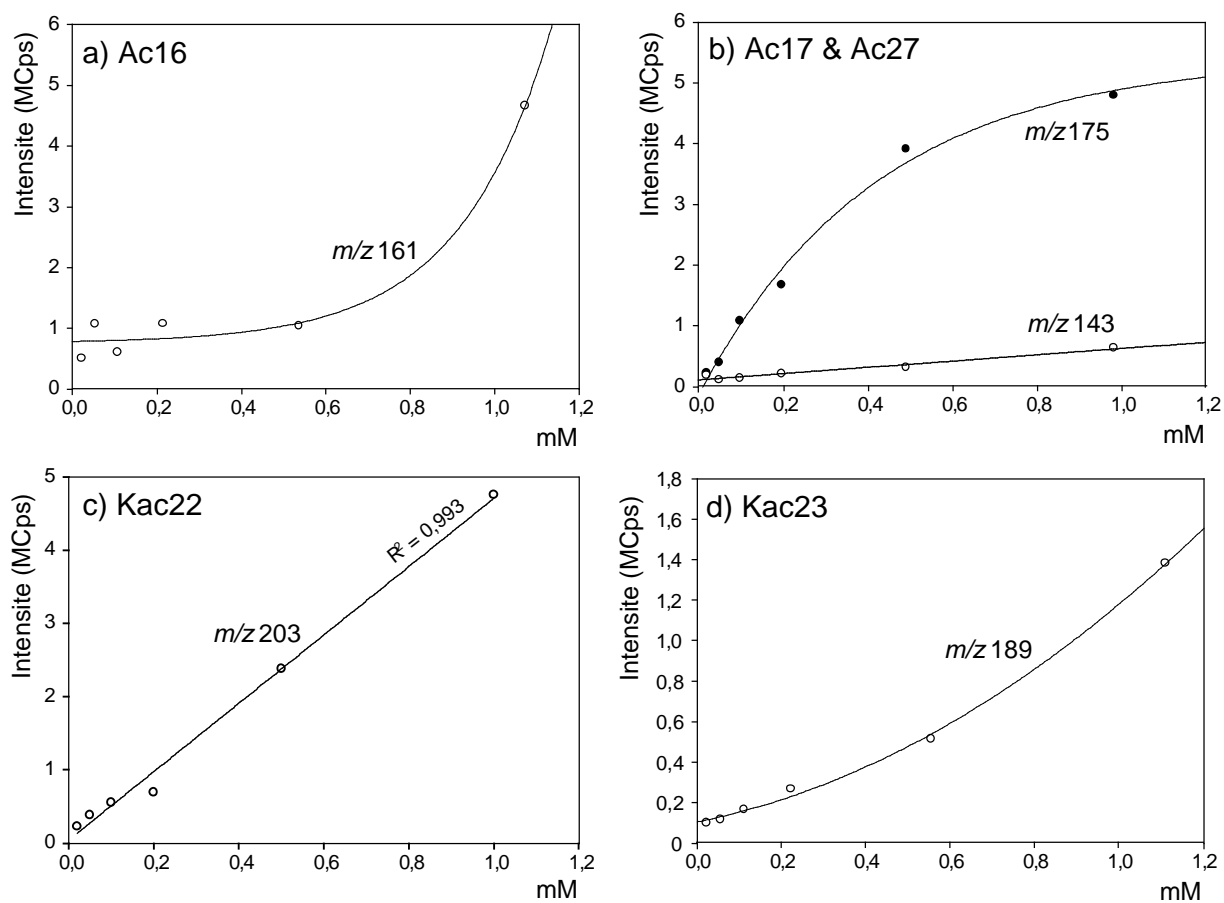 a) Ac16
Intensite (MCps)
6
5
4
3
2
1
0
m/z 161
0,0 0,2 0,4 0,6 0,8 1,0 1,2
mM
b) Ac17 & Ac27
Intensite (MCps)
6
5
4
3
2
1
0
m/z 175
m/z 143
0,0 0,2 0,4 0,6 0,8 1,0 1,2
mM
c) Kac22
Intensite (MCps)
5
4
3
2
1
0
R² = 0,993
m/z 203
0,0 0,2 0,4 0,6 0,8 1,0 1,2
mM
d) Kac23
Intensite (MCps)
1,8
1,6
1,4
1,2
1,0
0,8
0,6
0,4
0,2
0
m/z 189
0,0 0,2 0,4 0,6 0,8 1,0 1,2
mM